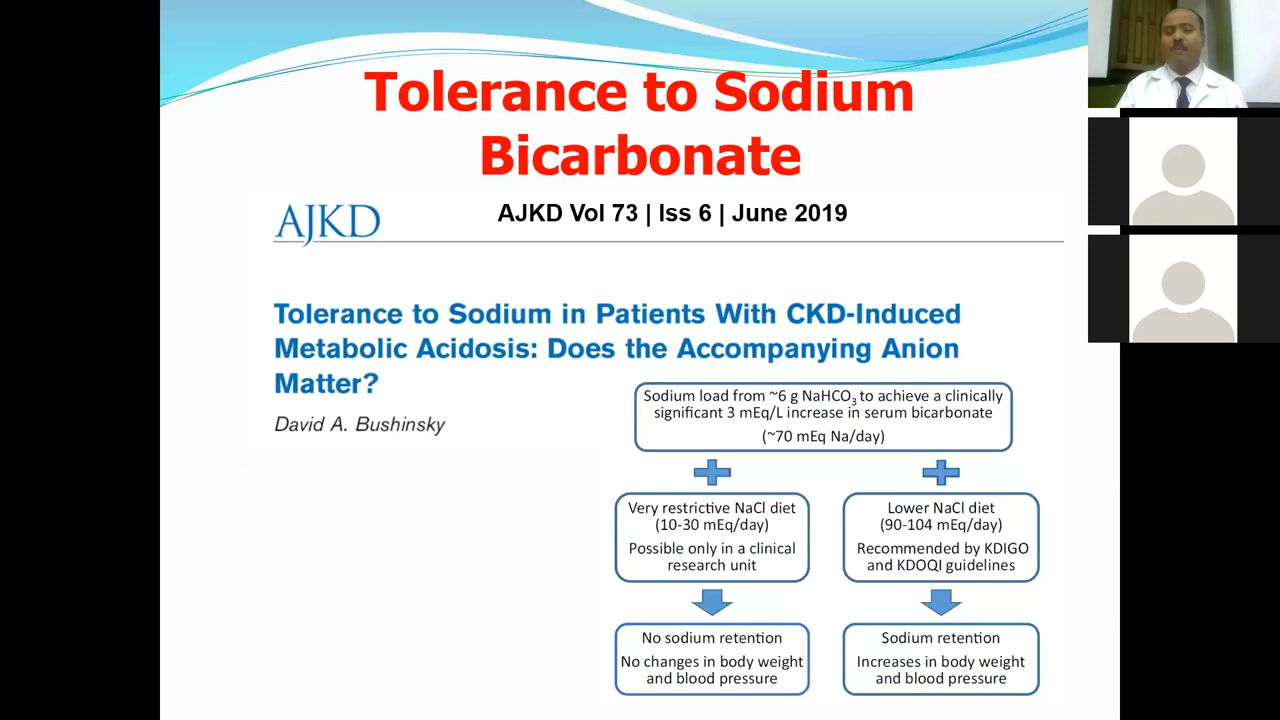 Tolerance to Sodium
Bicarbonate
AJKD
AJKD Vol 73 | Iss 6 | June 2019
Tolerance to Sodium in Patients With CKD-Induced
Metabolic Acidosis: Does the Accompanying Anion
Matter?
David A. Bushinsky
Sodium load from ~6 g NaHCO3 to achieve a clinically
significant 3 mEq/L increase in serum bicarbonate
(~70 mEq Na/day)
Very restrictive NaCl diet
(10-30 mEq/day)
Possible only in a clinical
research unit
Lower NaCl diet
(90-104 mEq/day)
Recommended by KDIGO
and KDOQI guidelines
No sodium retention
No changes in body weight
and blood pressure
Sodium retention
Increases in body weight
and blood pressure